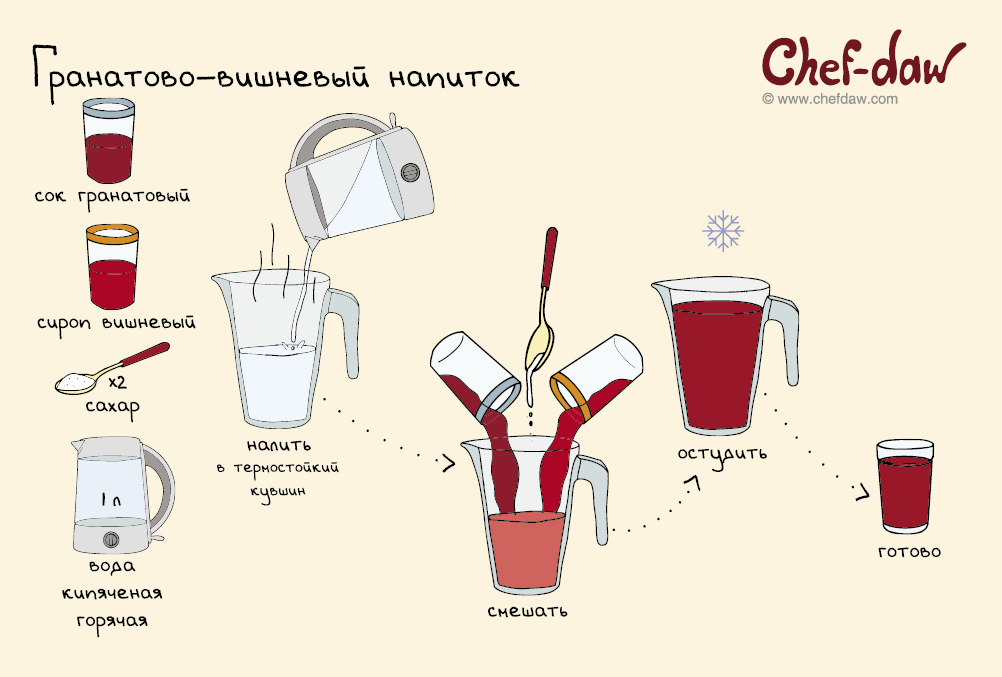 Гранатово-вишневый напиток
Chef-daw
© www.chefdaw.com
сок гранатовый
сироп вишневый
x2
сахар
1 л
вода
кипяченая
горячая
налить
в термостойкий
кувшин
смешать
остудить
готово